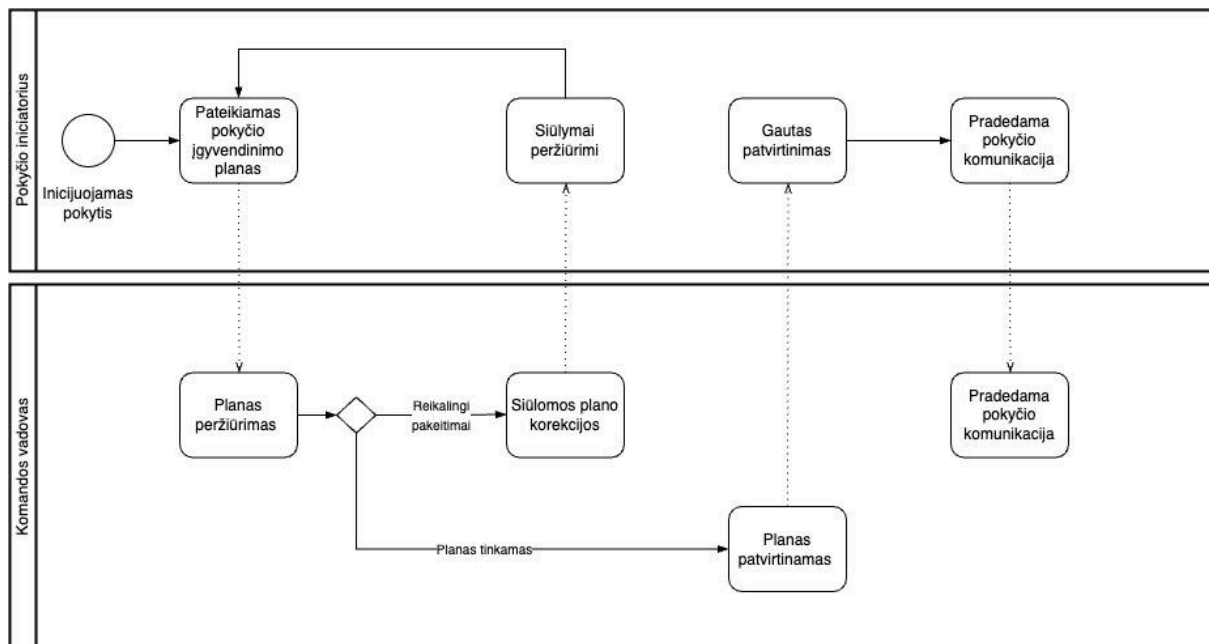 Pokyčio iniciatorius
Inicijuojamas
pokytis
Pateikiamas
pokyčio
įgyvendinimo
planas
Siūlymai
peržiūrimi
Gautas
patvirtinimas
Pradedama
pokyčio
komunikacija
Komandos vadovas
Planas
peržiūrimas
Reikalingi
pakeitimai
Siūlomos plano
korekcijos
Pradedama
pokyčio
komunikacija
Planas tinkamas
Planas
patvirtinamas